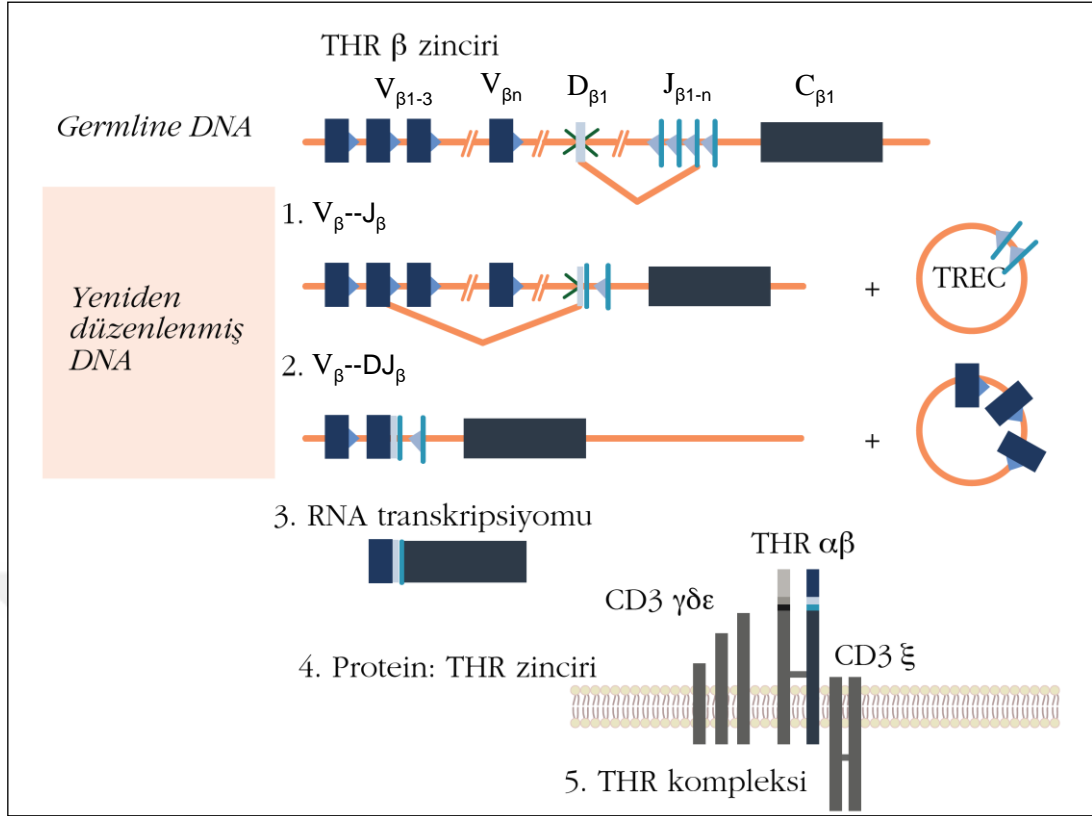 THR β zinciri
Vβ1-3 Vβn Dβ1 Jβ1-n Cβ1
Germline DNA
1. Vβ--Jβ
Yeniden
düzenlenmiş
DNA
+ TREC
2. Vβ--DJβ
+
3. RNA transkripsiyomu
THR αβ
CD3 γδε
4. Protein: THR zinciri
CD3 ξ
5. THR kompleksi